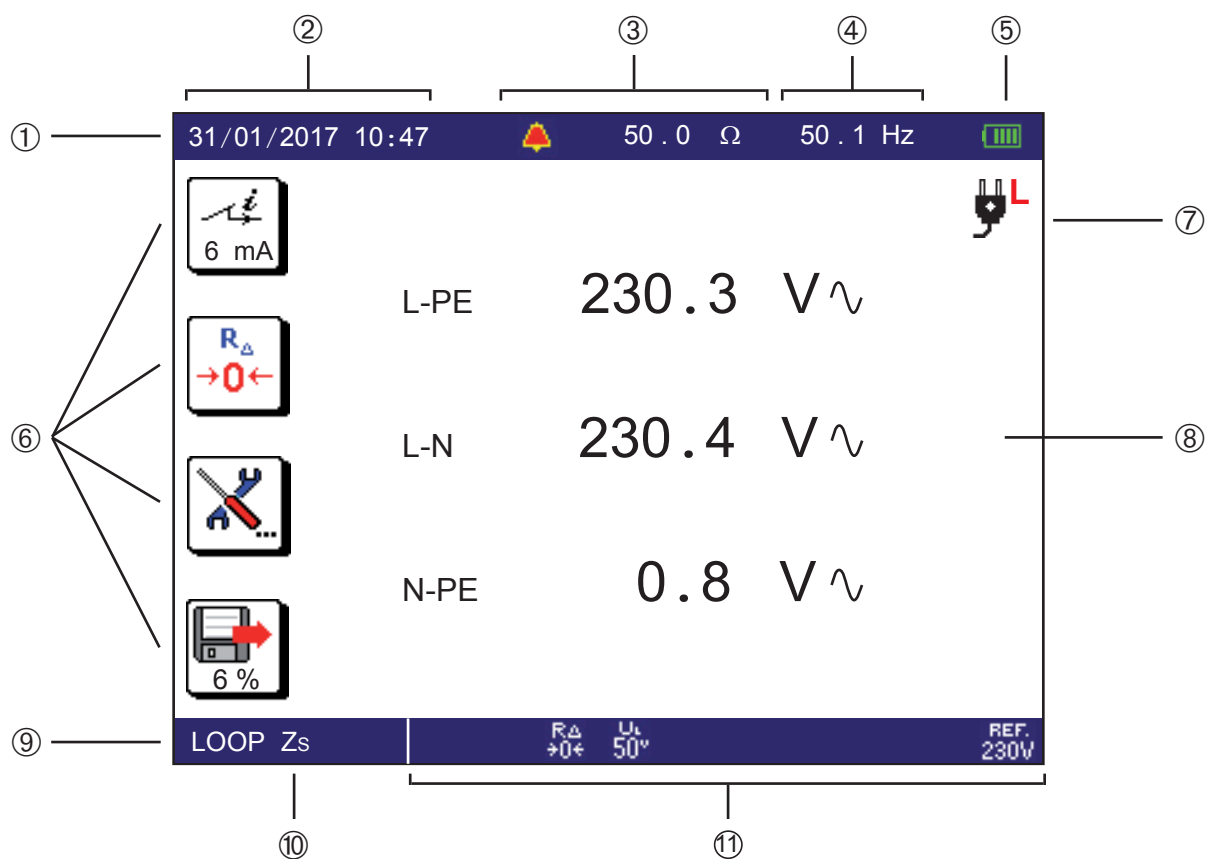 ② ③ ④ ⑤
① 31/01/2017 10:47 50.0 Ω 50.1 Hz
L ⑦
i
6 mA
L-PE 230.3 V
RΔ
→0←
⑥ L-N 230.4 V ⑧
...
N-PE 0.8 V
6 %
⑨ LOOP Zs RΔ →0← UL 50V REF. 230V
⑩ ⑪